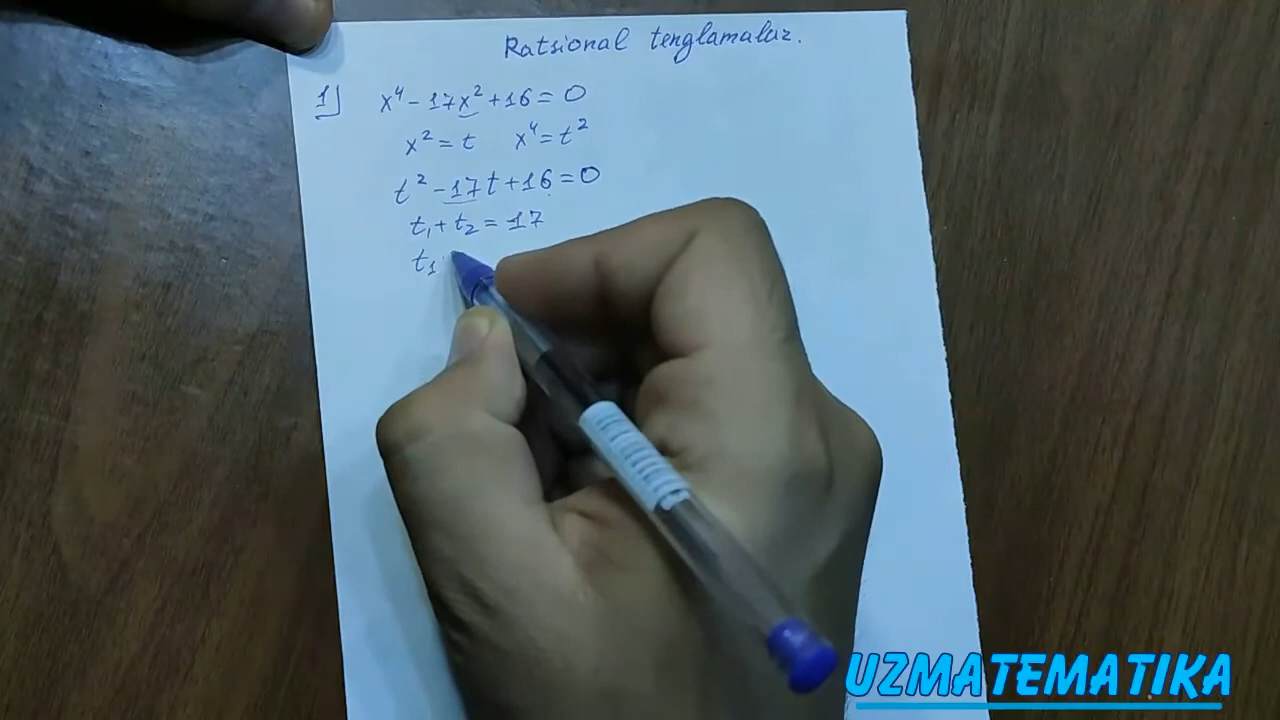 Ratsional tenglamalar.
1) x⁴ - 17x² + 16 = 0
x² = t x⁴ = t²
t² - 17t + 16 = 0
t₁ + t₂ = 17
t₁
UZMATEMATIKA